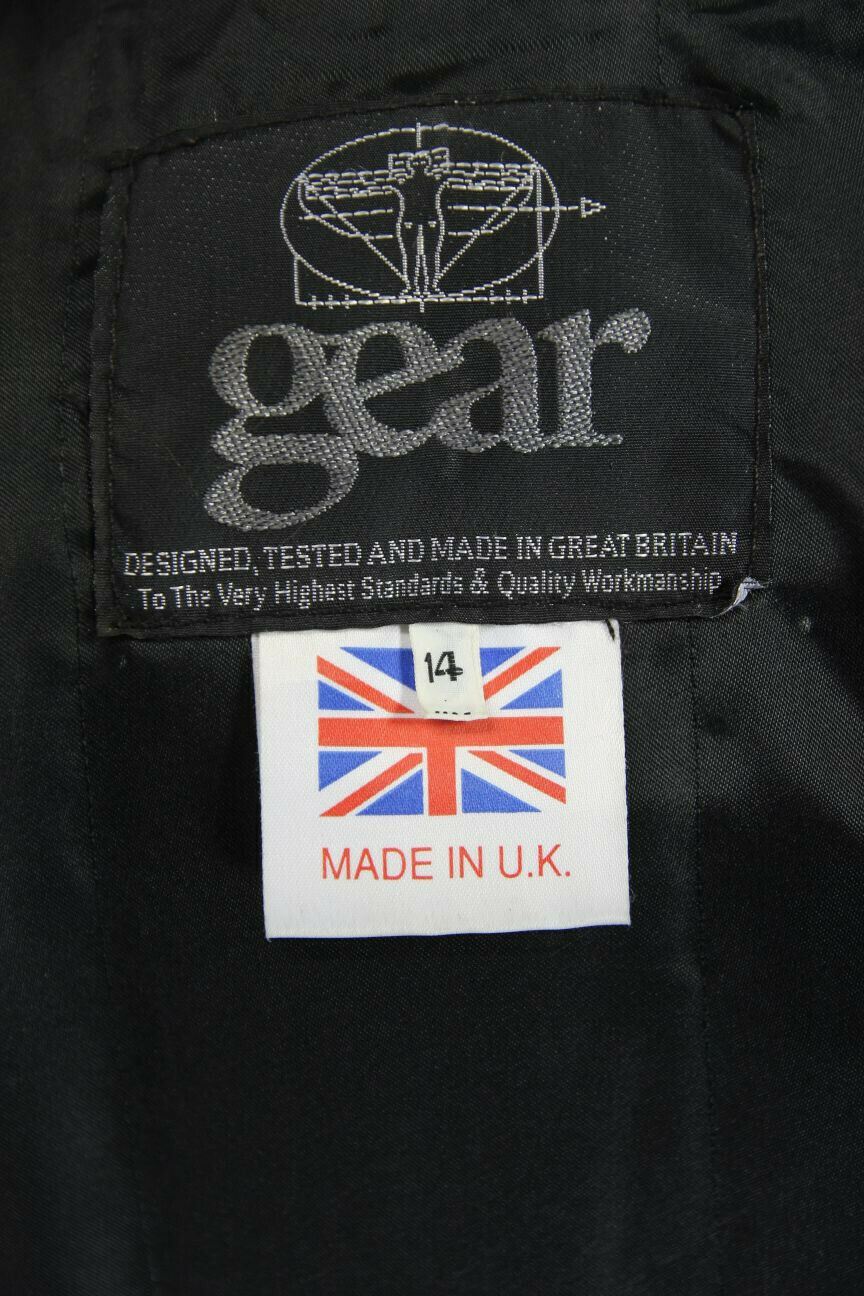 gear
DESIGNED, TESTED AND MADE IN GREAT BRITAIN
To The Very Highest Standards & Quality Workmanship
14
MADE IN U.K.